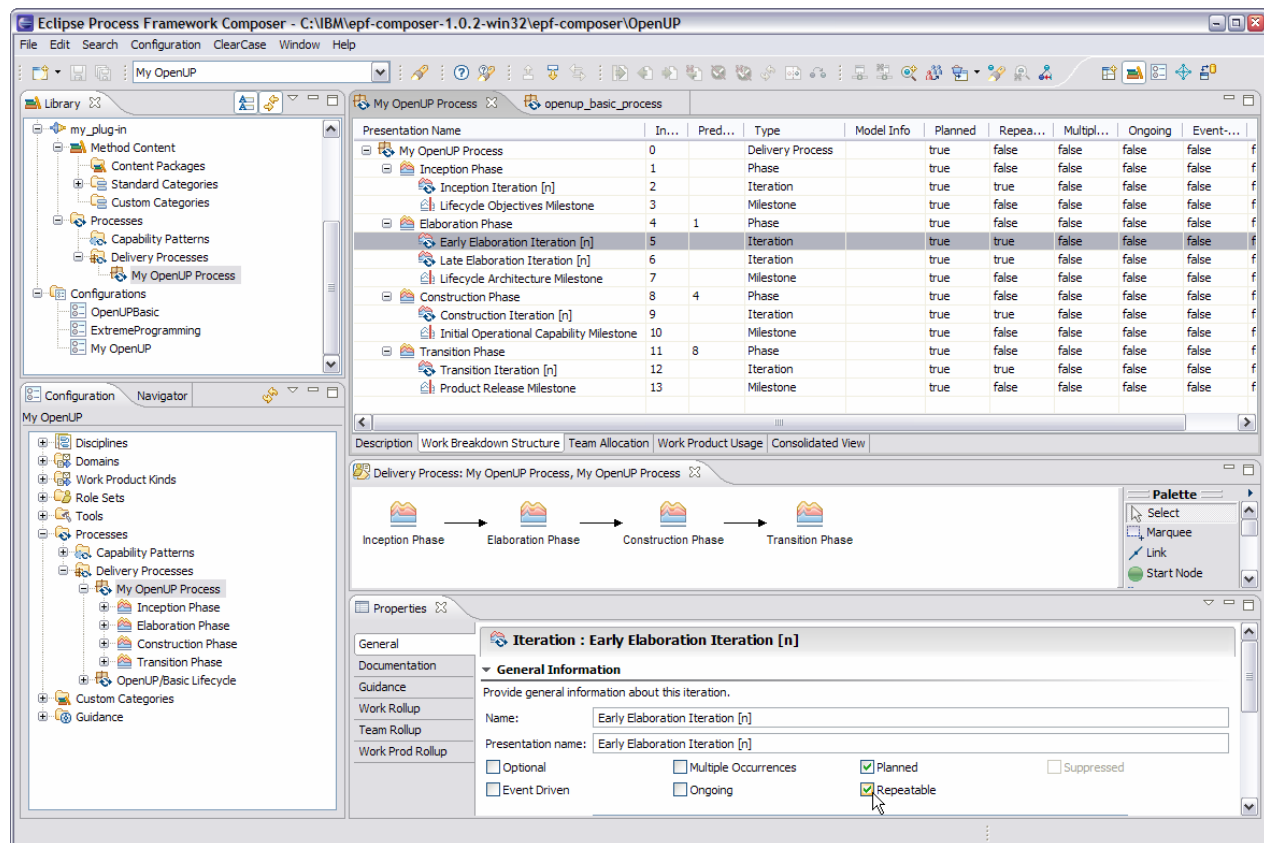 Eclipse Process Framework Composer - C:\IBM\epf-composer-1.0.2-win32\epf-composer\OpenUP
File Edit Search Configuration ClearCase Window Help
My OpenUP
Library
my_plug-in
Method Content
Content Packages
Standard Categories
Custom Categories
Processes
Capability Patterns
Delivery Processes
My OpenUP Process
Configurations
OpenUPBasic
ExtremeProgramming
My OpenUP
My OpenUP Process openup_basic_process
Presentation Name In... Pred... Type Model Info Planned Repea... Multipl... Ongoing Event-...
My OpenUP Process 0 Delivery Process true false false false false f
Inception Phase 1 Phase true false false false false f
Inception Iteration [n] 2 Iteration true true false false false f
Lifecycle Objectives Milestone 3 Milestone true false false false false f
Elaboration Phase 4 1 Phase true false false false false f
Early Elaboration Iteration [n] 5 Iteration true true false false false f
Late Elaboration Iteration [n] 6 Iteration true true false false false f
Lifecycle Architecture Milestone 7 Milestone true false false false false f
Construction Phase 8 4 Phase true false false false false f
Construction Iteration [n] 9 Iteration true true false false false f
Initial Operational Capability Milestone 10 Milestone true false false false false f
Transition Phase 11 8 Phase true false false false false f
Transition Iteration [n] 12 Iteration true true false false false f
Product Release Milestone 13 Milestone true false false false false f
Description Work Breakdown Structure Team Allocation Work Product Usage Consolidated View
Configuration Navigator
My OpenUP
Disciplines
Domains
Work Product Kinds
Role Sets
Tools
Processes
Capability Patterns
Delivery Processes
My OpenUP Process
Inception Phase
Elaboration Phase
Construction Phase
Transition Phase
OpenUP/Basic Lifecycle
Custom Categories
Guidance
Delivery Process: My OpenUP Process, My OpenUP Process
Inception Phase Elaboration Phase Construction Phase Transition Phase
Palette
Select
Marquee
Link
Start Node
Properties
General
Documentation
Guidance
Work Rollup
Team Rollup
Work Prod Rollup
Iteration : Early Elaboration Iteration [n]
General Information
Provide general information about this iteration.
Name: Early Elaboration Iteration [n]
Presentation name: Early Elaboration Iteration [n]
Optional Multiple Occurrences Planned Suppressed
Event Driven Ongoing Repeatable